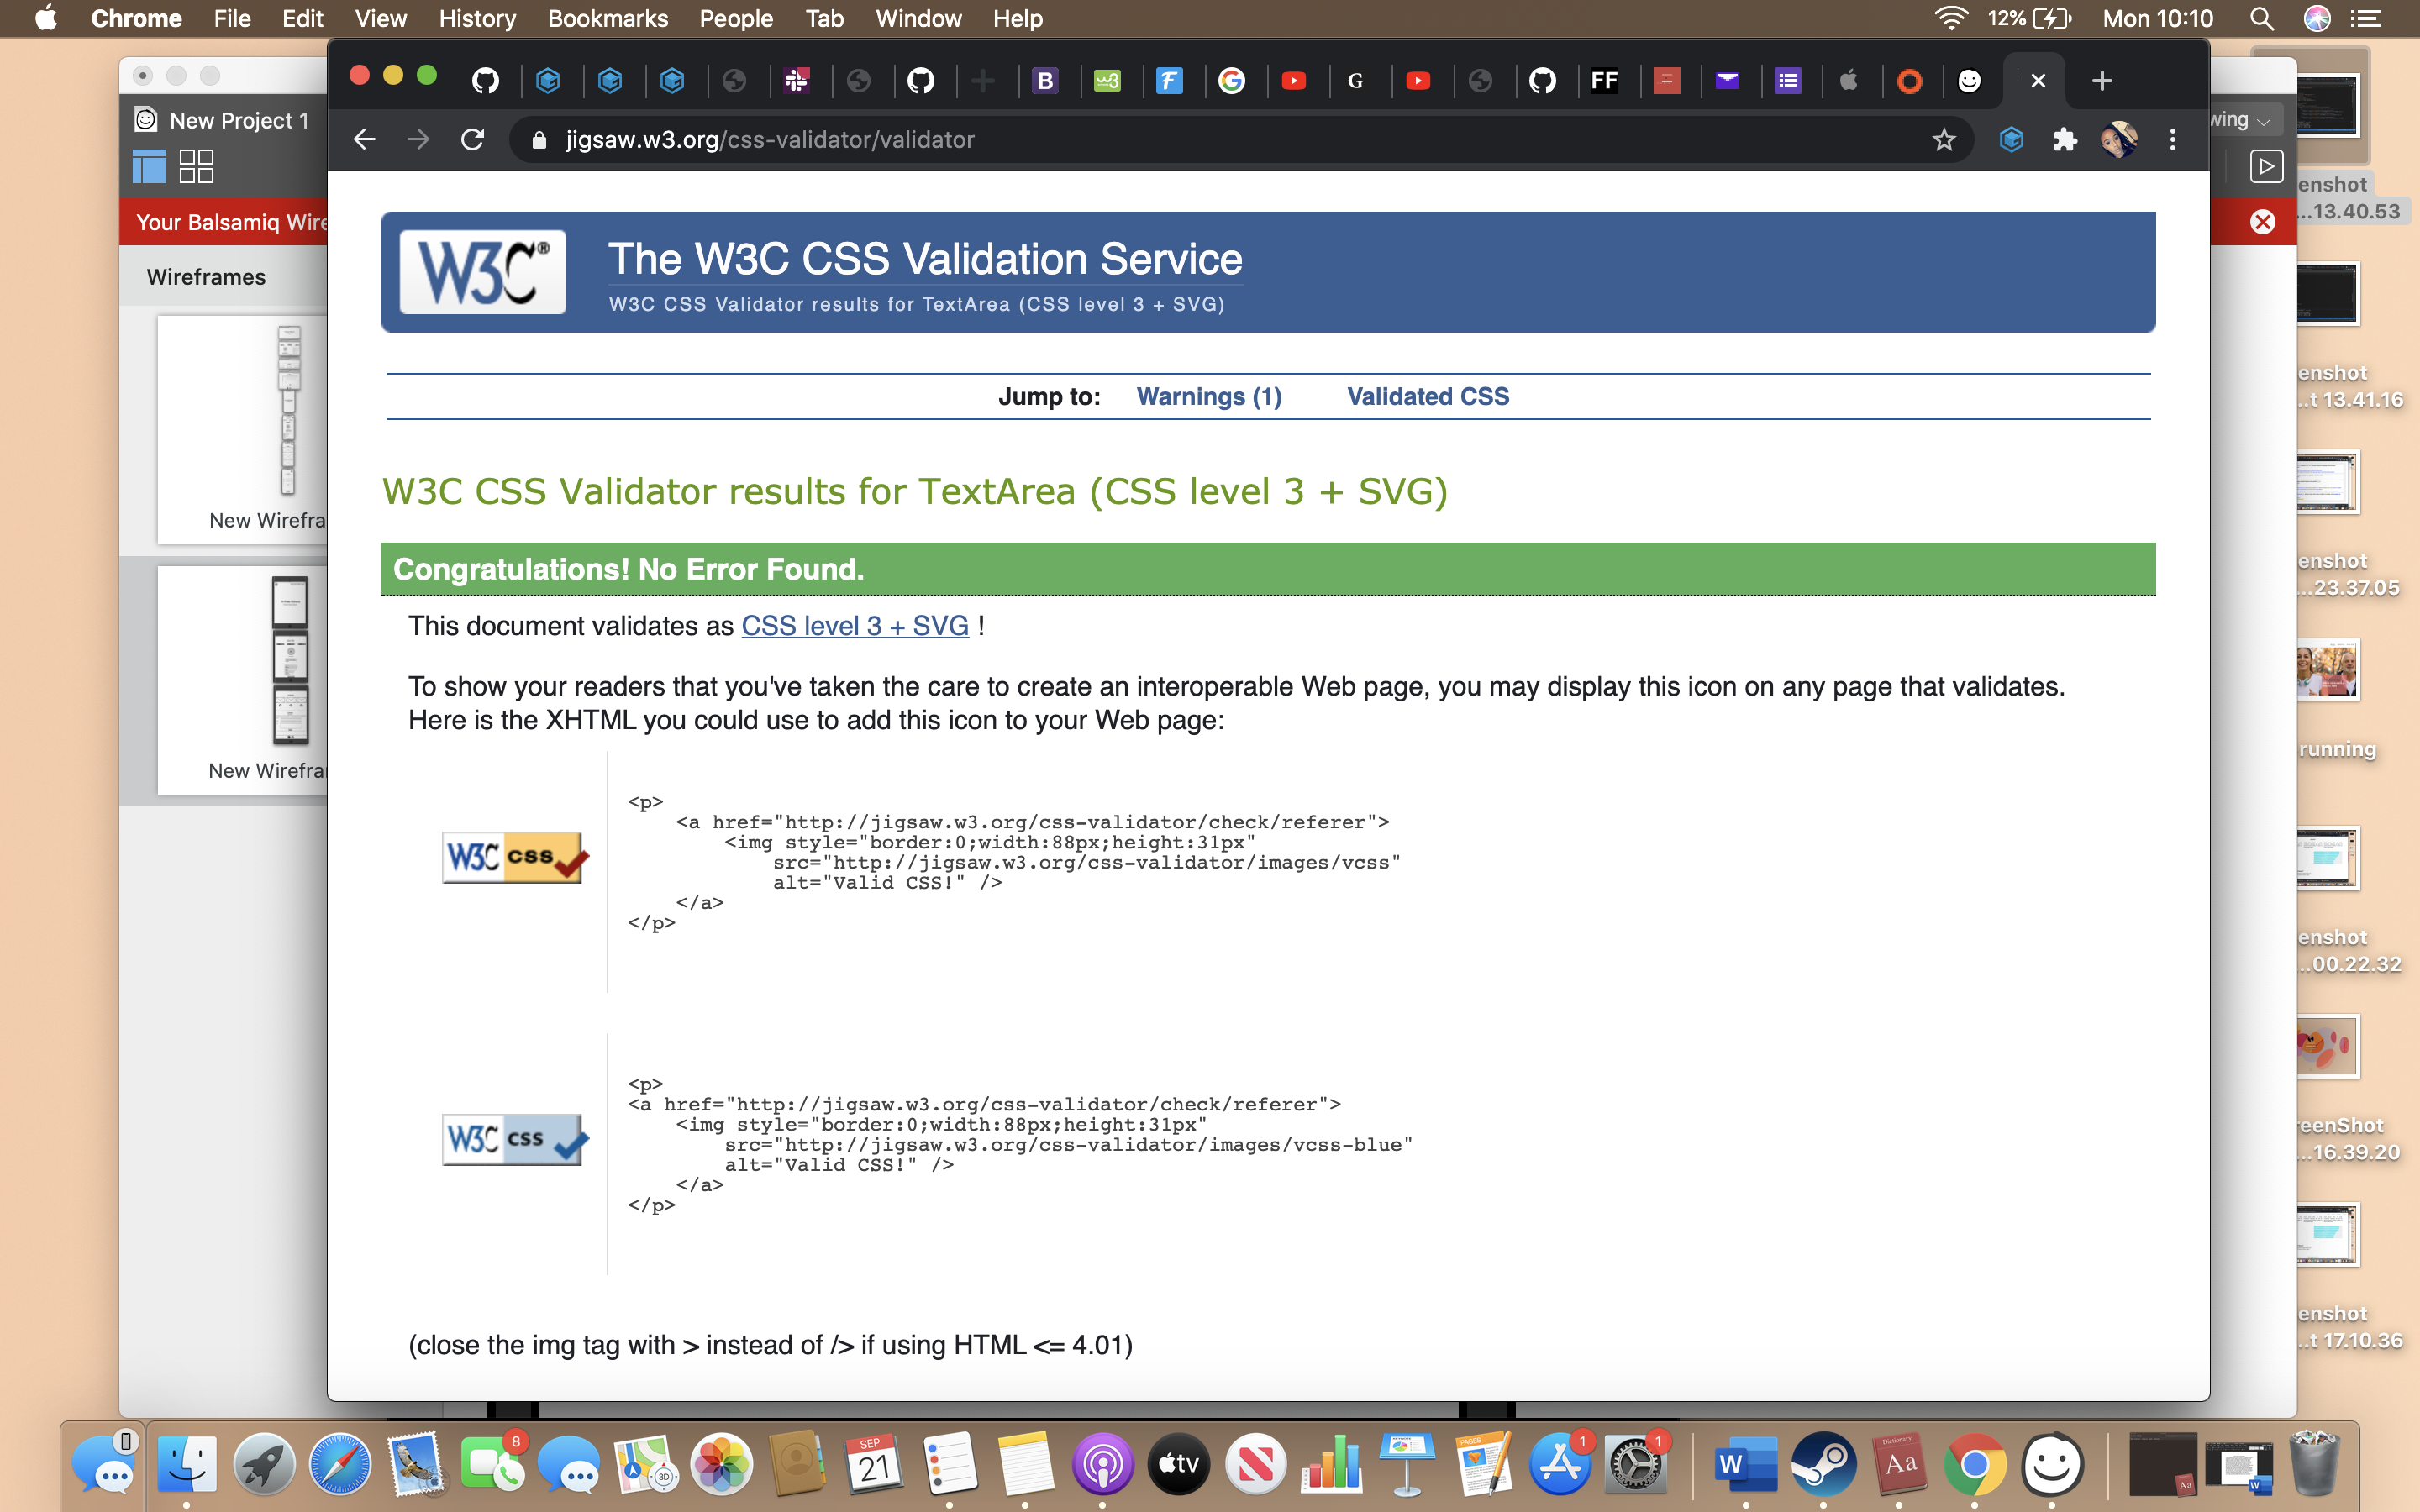 Chrome File Edit View History Bookmarks People Tab Window Help
12% Mon 10:10
New Project 1
Your Balsamiq Wire
Wireframes
New Wirefra
New Wirefra
jigsaw.w3.org/css-validator/validator
W3C®
The W3C CSS Validation Service
W3C CSS Validator results for TextArea (CSS level 3 + SVG)
Jump to: Warnings (1) Validated CSS
W3C CSS Validator results for TextArea (CSS level 3 + SVG)
Congratulations! No Error Found.
This document validates as CSS level 3 + SVG !
To show your readers that you've taken the care to create an interoperable Web page, you may display this icon on any page that validates.
Here is the XHTML you could use to add this icon to your Web page:
W3C css
<p>
<a href="http://jigsaw.w3.org/css-validator/check/referer">
<img style="border:0;width:88px;height:31px"
src="http://jigsaw.w3.org/css-validator/images/vcss"
alt="Valid CSS!" />
</a>
</p>
W3C css
<p>
<a href="http://jigsaw.w3.org/css-validator/check/referer">
<img style="border:0;width:88px;height:31px"
src="http://jigsaw.w3.org/css-validator/images/vcss-blue"
alt="Valid CSS!" />
</a>
</p>
(close the img tag with > instead of /> if using HTML <= 4.01)
wing
enshot
...13.40.53
enshot
...t 13.41.16
enshot
...23.37.05
running
enshot
...00.22.32
reenShot
...16.39.20
enshot
...t 17.10.36
8
SEP
21
3D
tv
PAGES
1
1
W
Dictionary
Aa